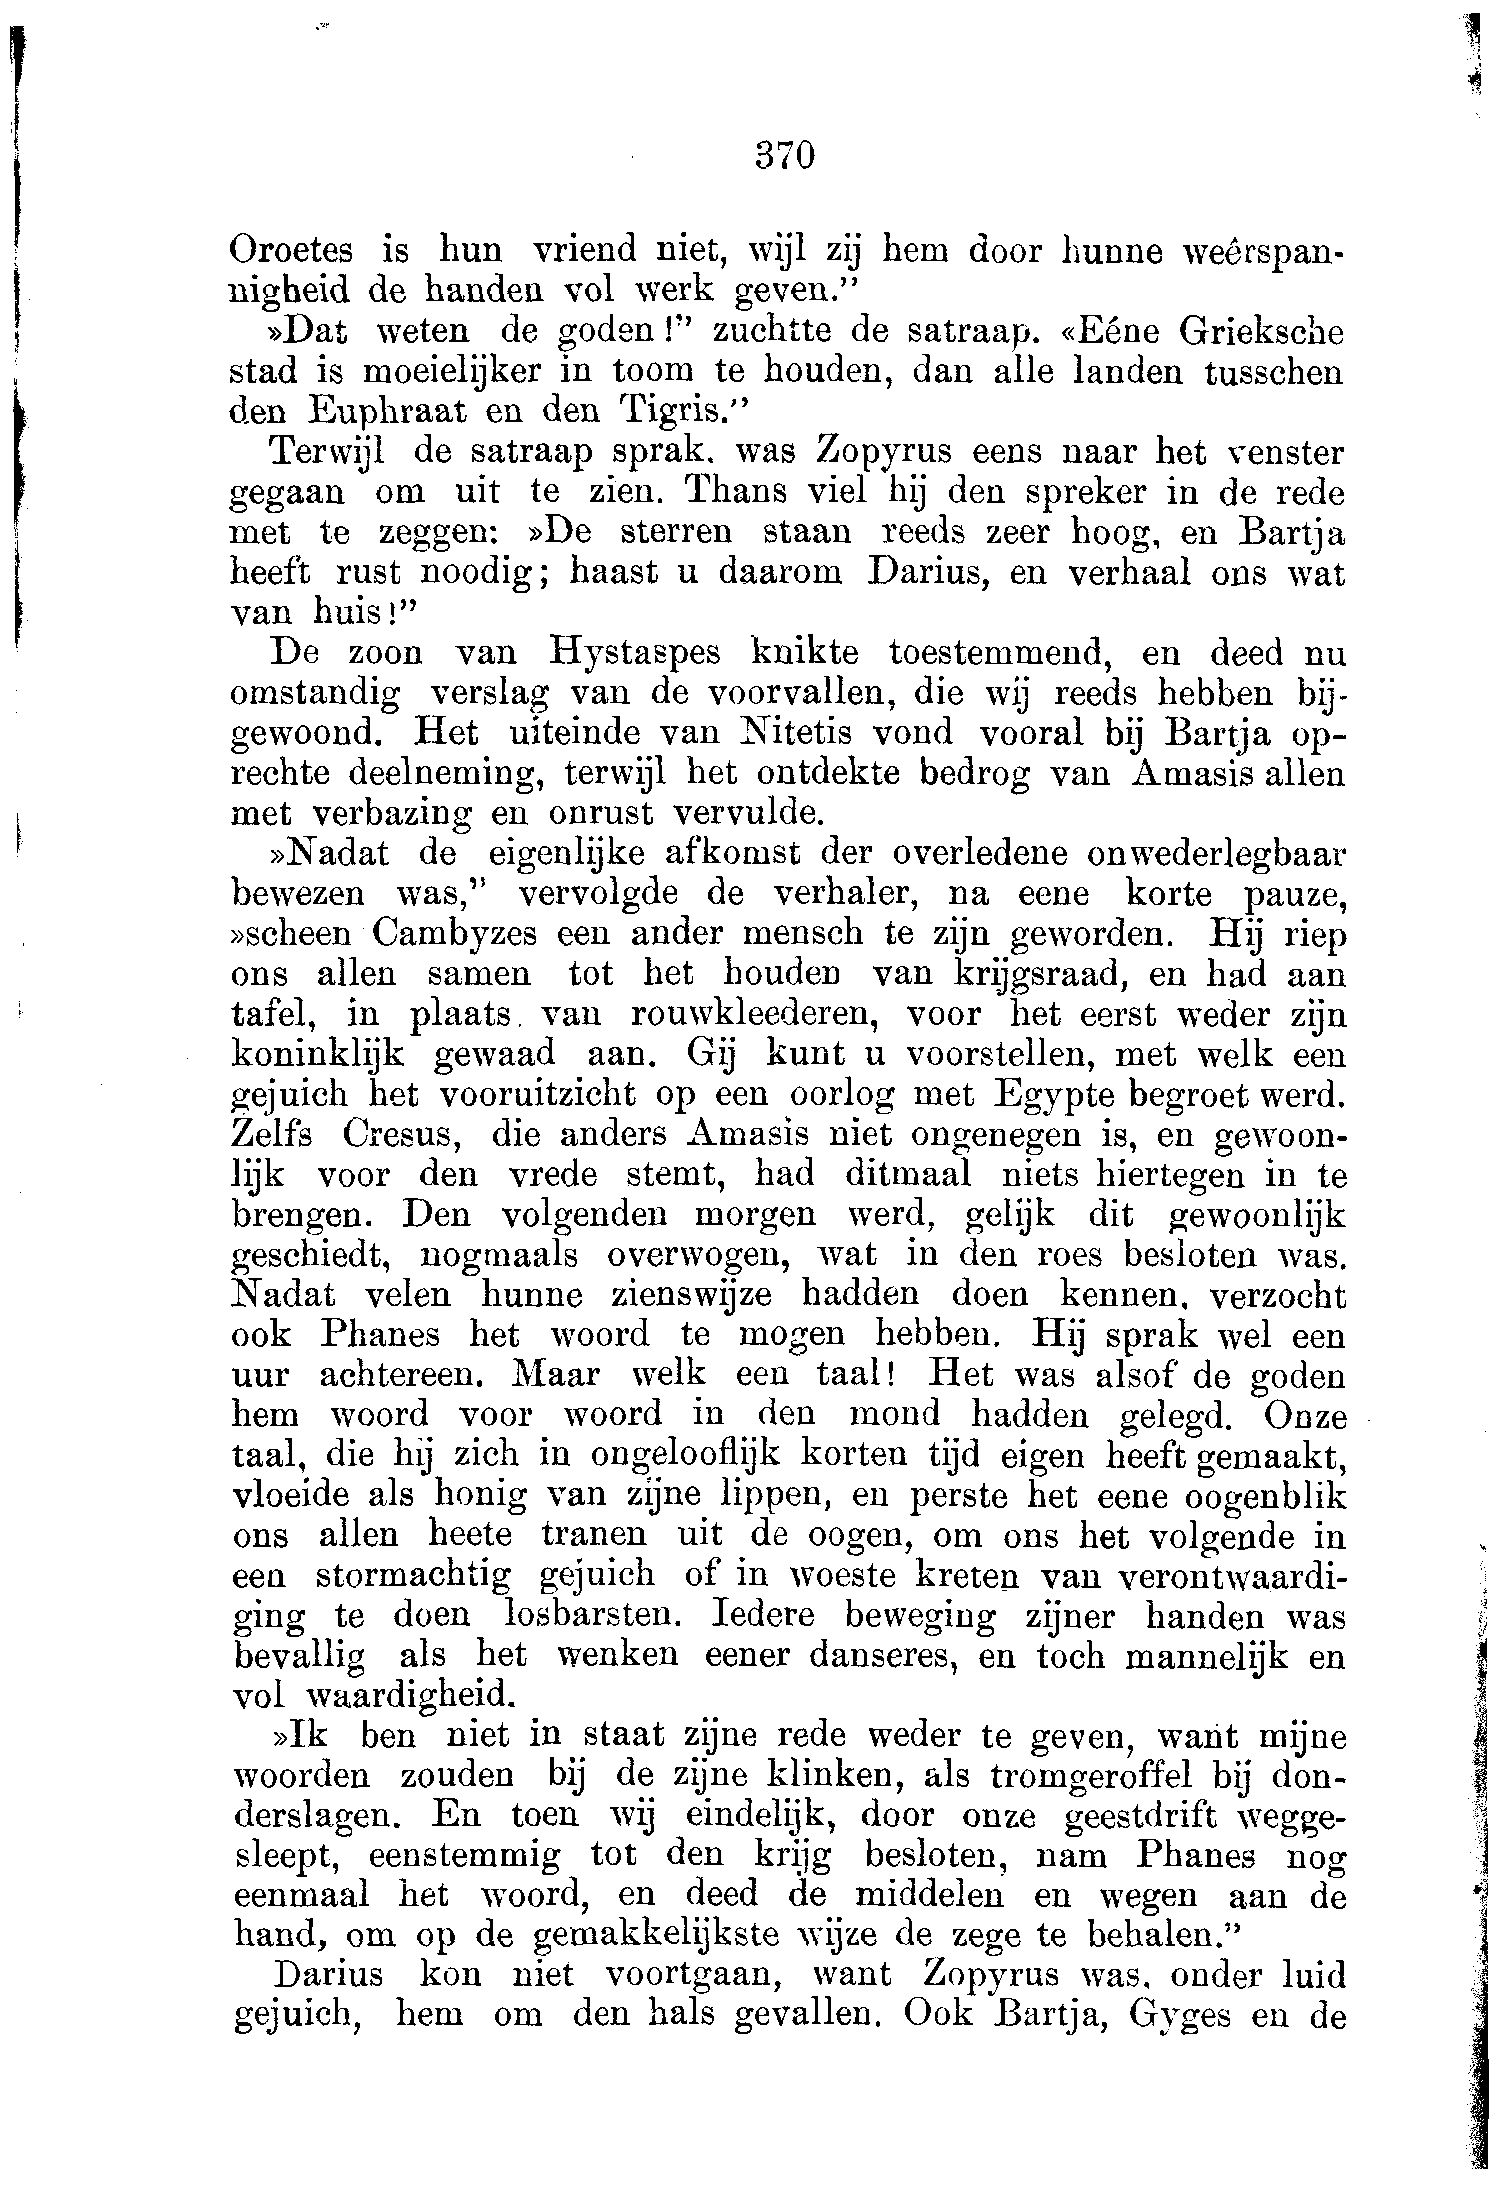 370
Oroetes is hun vriend niet, wijl zij hem door hunne weêrspan-
nigheid de handen vol werk geven."
»Dat weten de goden!" zuchtte de satraap. «Eéne Grieksche
stad is moeielijker in toom te houden, dan alle landen tusschen
den Euphraat en den Tigris."
Terwijl de satraap sprak, was Zopyrus eens naar het venster
gegaan om uit te zien. Thans viel hij den spreker in de rede
met te zeggen: »De sterren staan reeds zeer hoog, en Bartja
heeft rust noodig; haast u daarom Darius, en verhaal ons wat
van huis!"
De zoon van Hystaspes knikte toestemmend, en deed nu
omstandig verslag van de voorvallen, die wij reeds hebben bij-
gewoond. Het uiteinde van Nitetis vond vooral bij Bartja op-
rechte deelneming, terwijl het ontdekte bedrog van Amasis allen
met verbazing en onrust vervulde.
»Nadat de eigenlijke afkomst der overledene onwederlegbaar
bewezen was," vervolgde de verhaler, na eene korte pauze,
»scheen Cambyzes een ander mensch te zijn geworden. Hij riep
ons allen samen tot het houden van krijgsraad, en had aan
tafel, in plaats. van rouwkleederen, voor het eerst weder zijn
koninklijk gewaad aan. Gij kunt u voorstellen, met welk een
gejuich het vooruitzicht op een oorlog met Egypte begroet werd.
Zelfs Cresus, die anders Amasis niet ongenegen is, en gewoon-
lijk voor den vrede stemt, had ditmaal niets hiertegen in te
brengen. Den volgenden morgen werd, gelijk dit gewoonlijk
geschiedt, nogmaals overwogen, wat in den roes besloten was.
Nadat velen hunne zienswijze hadden doen kennen, verzocht
ook Phanes het woord te mogen hebben. Hij sprak wel een
uur achtereen. Maar welk een taal! Het was alsof de goden
hem woord voor woord in den mond hadden gelegd. Onze
taal, die hij zich in ongelooflijk korten tijd eigen heeft gemaakt,
vloeide als honig van zijne lippen, en perste het eene oogenblik
ons allen heete tranen uit de oogen, om ons het volgende in
een stormachtig gejuich of in woeste kreten van verontwaardi-
ging te doen losbarsten. Iedere beweging zijner handen was
bevallig als het wenken eener danseres, en toch mannelijk en
vol waardigheid.
»Ik ben niet in staat zijne rede weder te geven, want mijne
woorden zouden bij de zijne klinken, als tromgeroffel bij don-
derslagen. En toen wij eindelijk, door onze geestdrift wegge-
sleept, eenstemmig tot den krijg besloten, nam Phanes nog
eenmaal het woord, en deed de middelen en wegen aan de
hand, om op de gemakkelijkste wijze de zege te behalen."
Darius kon niet voortgaan, want Zopyrus was, onder luid
gejuich, hem om den hals gevallen. Ook Bartja, Gyges en de